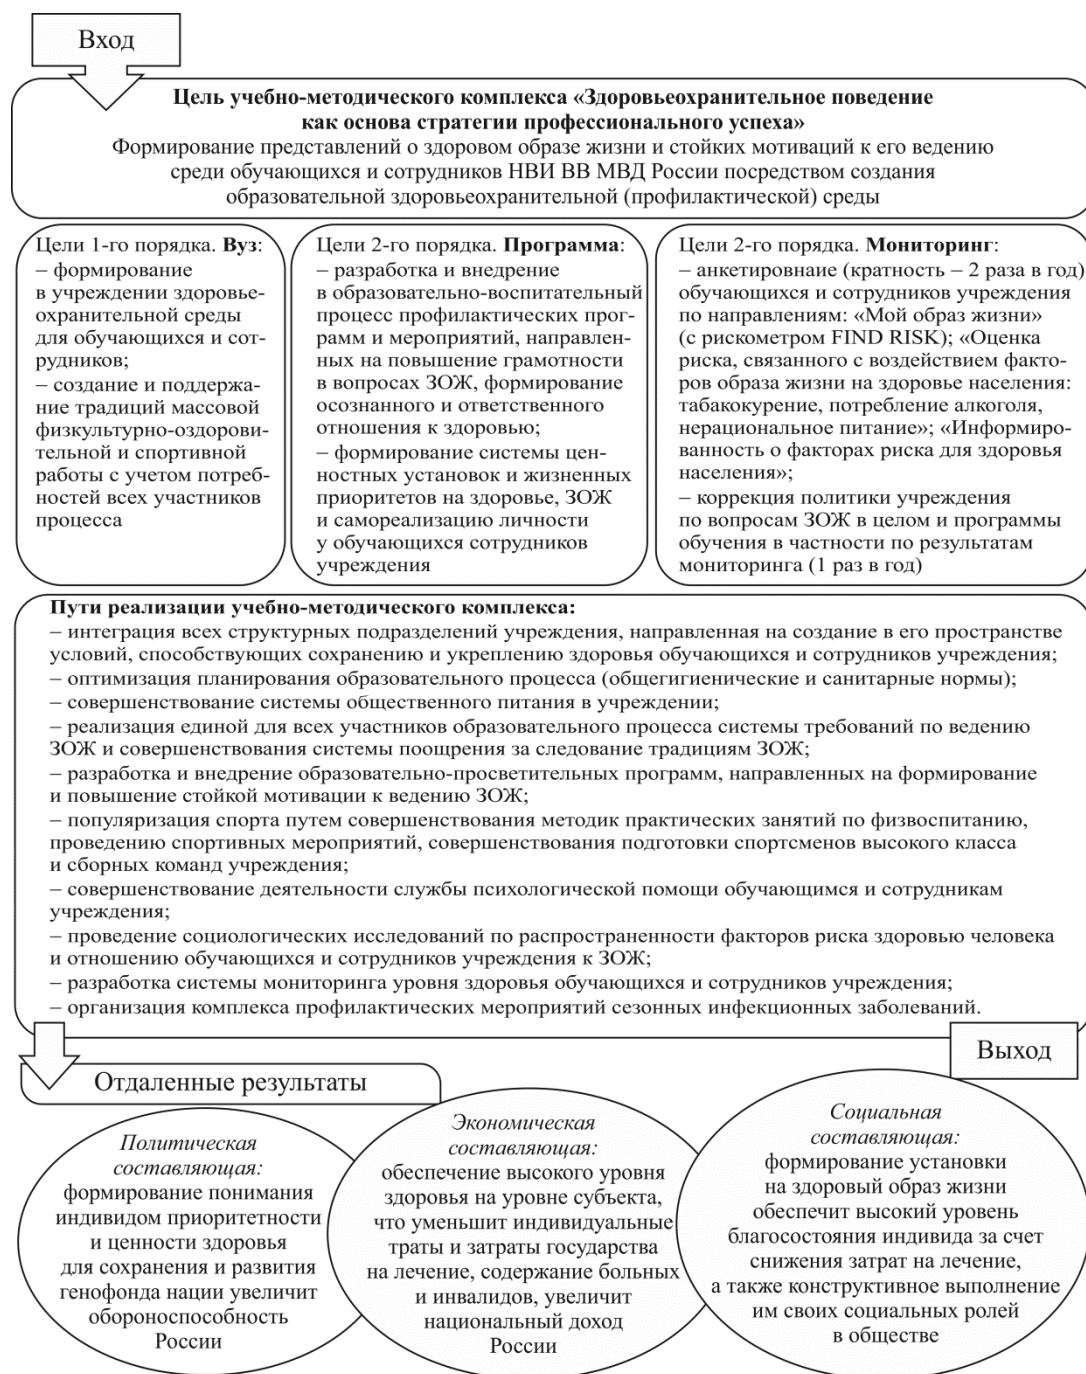 Вход
Цель учебно-методического комплекса «Здоровьеохранительное поведение
как основа стратегии профессионального успеха»
Формирование представлений о здоровом образе жизни и стойких мотиваций к его ведению
среди обучающихся и сотрудников НВИ ВВ МВД России посредством создания
образовательной здоровьеохранительной (профилактической) среды
Цели 1-го порядка. Вуз:
– формирование
в учреждении здоровье-
охранительной среды
для обучающихся и сот-
рудников;
– создание и поддержа-
ние традиций массовой
физкультурно-оздорови-
тельной и спортивной
работы с учетом потреб-
ностей всех участников
процесса
Цели 2-го порядка. Программа:
– разработка и внедрение
в образовательно-воспитательный
процесс профилактических прог-
рамм и мероприятий, направлен-
ных на повышение грамотности
в вопросах ЗОЖ, формирование
осознанного и ответственного
отношения к здоровью;
– формирование системы цен-
ностных установок и жизненных
приоритетов на здоровье, ЗОЖ
и самореализацию личности
у обучающихся сотрудников
учреждения
Цели 2-го порядка. Мониторинг:
– анкетировнаие (кратность – 2 раза в год)
обучающихся и сотрудников учреждения
по направлениям: «Мой образ жизни»
(с рискометром FIND RISK); «Оценка
риска, связанного с воздействием факто-
ров образа жизни на здоровье населения:
табакокурение, потребление алкоголя,
нерациональное питание»; «Информиро-
ванность о факторах риска для здоровья
населения»;
– коррекция политики учреждения
по вопросам ЗОЖ в целом и программы
обучения в частности по результатам
мониторинга (1 раз в год)
Пути реализации учебно-методического комплекса:
– интеграция всех структурных подразделений учреждения, направленная на создание в его пространстве
условий, способствующих сохранению и укреплению здоровья обучающихся и сотрудников учреждения;
– оптимизация планирования образовательного процесса (общегигиенические и санитарные нормы);
– совершенствование системы общественного питания в учреждении;
– реализация единой для всех участников образовательного процесса системы требований по ведению
ЗОЖ и совершенствования системы поощрения за следование традициям ЗОЖ;
– разработка и внедрение образовательно-просветительных программ, направленных на формирование
и повышение стойкой мотивации к ведению ЗОЖ;
– популяризация спорта путем совершенствования методик практических занятий по физвоспитанию,
проведению спортивных мероприятий, совершенствования подготовки спортсменов высокого класса
и сборных команд учреждения;
– совершенствование деятельности службы психологической помощи обучающимся и сотрудникам
учреждения;
– проведение социологических исследований по распространенности факторов риска здоровью человека
и отношению обучающихся и сотрудников учреждения к ЗОЖ;
– разработка системы мониторинга уровня здоровья обучающихся и сотрудников учреждения;
– организация комплекса профилактических мероприятий сезонных инфекционных заболеваний.
Выход
Отдаленные результаты
Политическая
составляющая:
формирование понимания
индивидом приоритетности
и ценности здоровья
для сохранения и развития
генофонда нации увеличит
обороноспособность
России
Экономическая
составляющая:
обеспечение высокого уровня
здоровья на уровне субъекта,
что уменьшит индивидуальные
траты и затраты государства
на лечение, содержание больных
и инвалидов, увеличит
национальный доход
России
Социальная
составляющая:
формирование установки
на здоровый образ жизни
обеспечит высокий уровень
благосостояния индивида за счет
снижения затрат на лечение,
а также конструктивное выполнение
им своих социальных ролей
в обществе